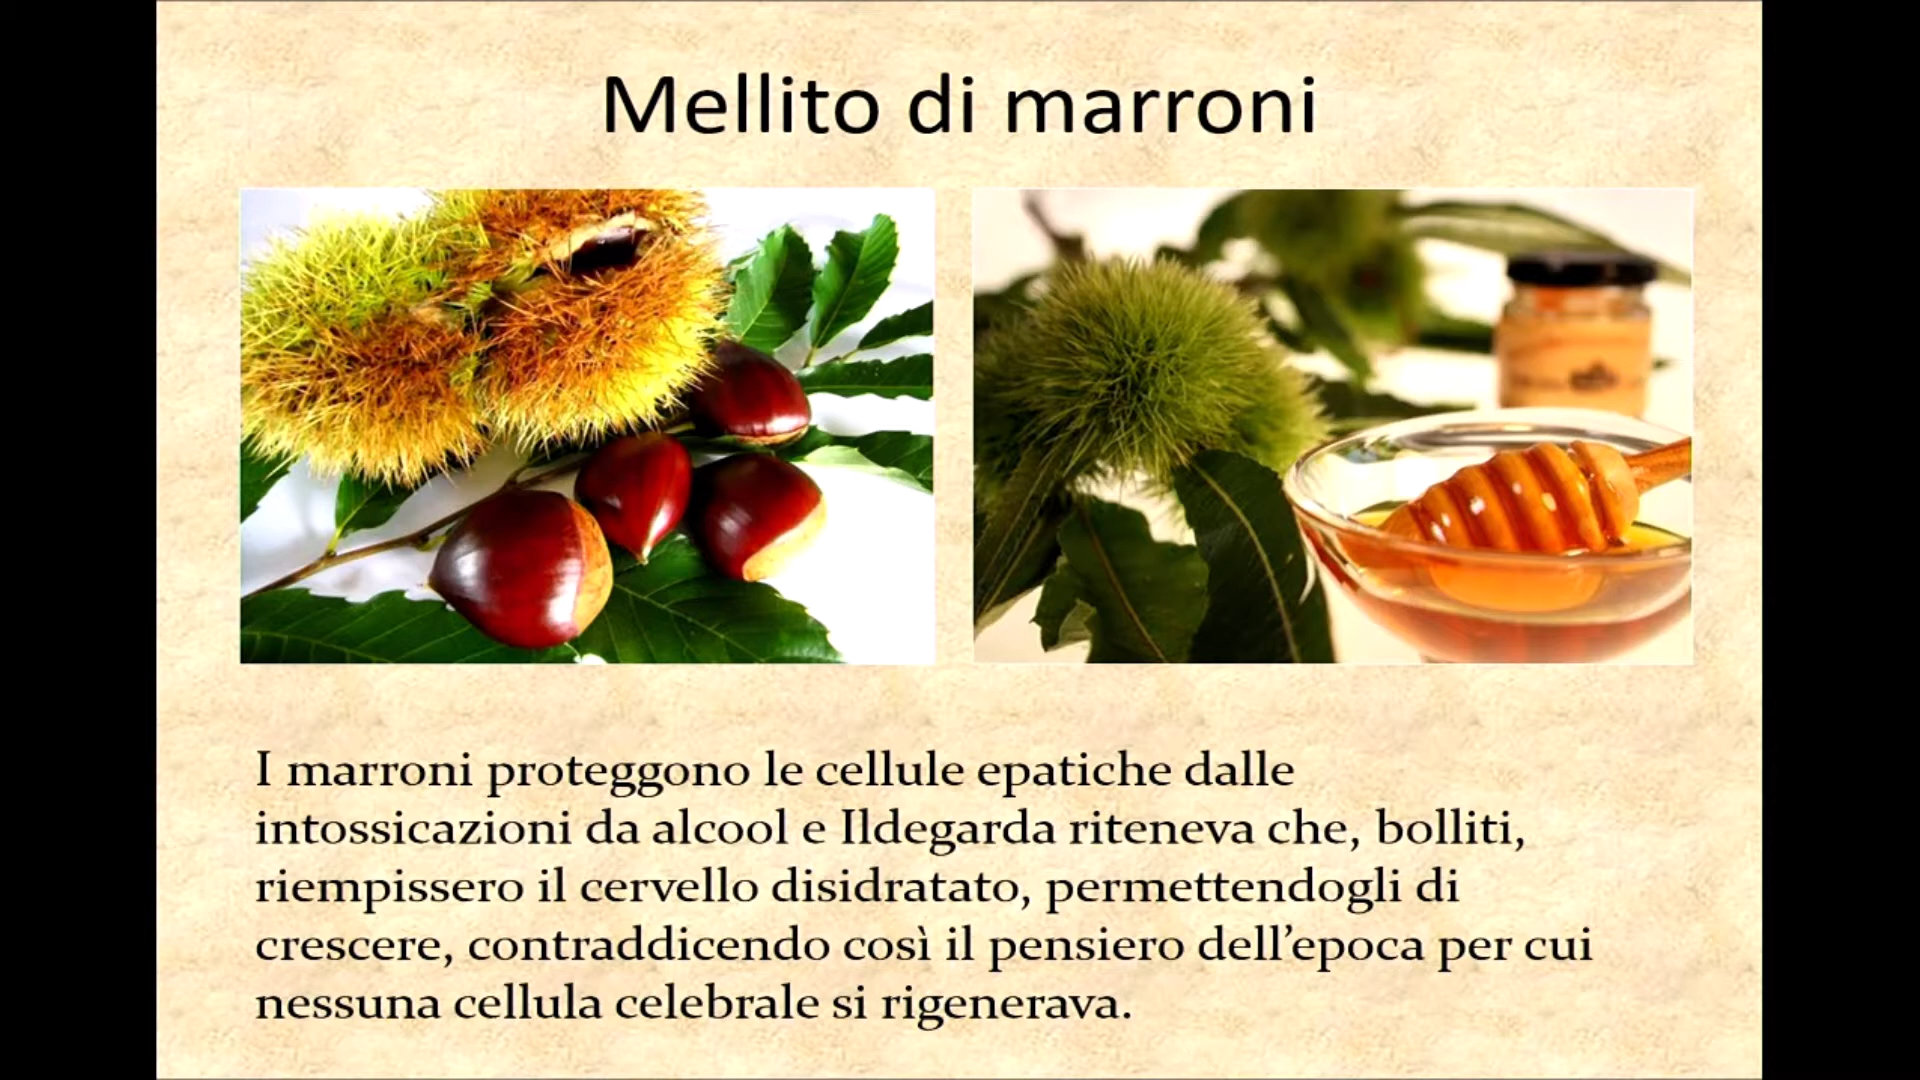 Mellito di marroni
I marroni proteggono le cellule epatiche dalle
intossicazioni da alcool e Ildegarda riteneva che, bolliti,
riempissero il cervello disidratato, permettendogli di
crescere, contraddicendo così il pensiero dell’epoca per cui
nessuna cellula celebrale si rigenerava.